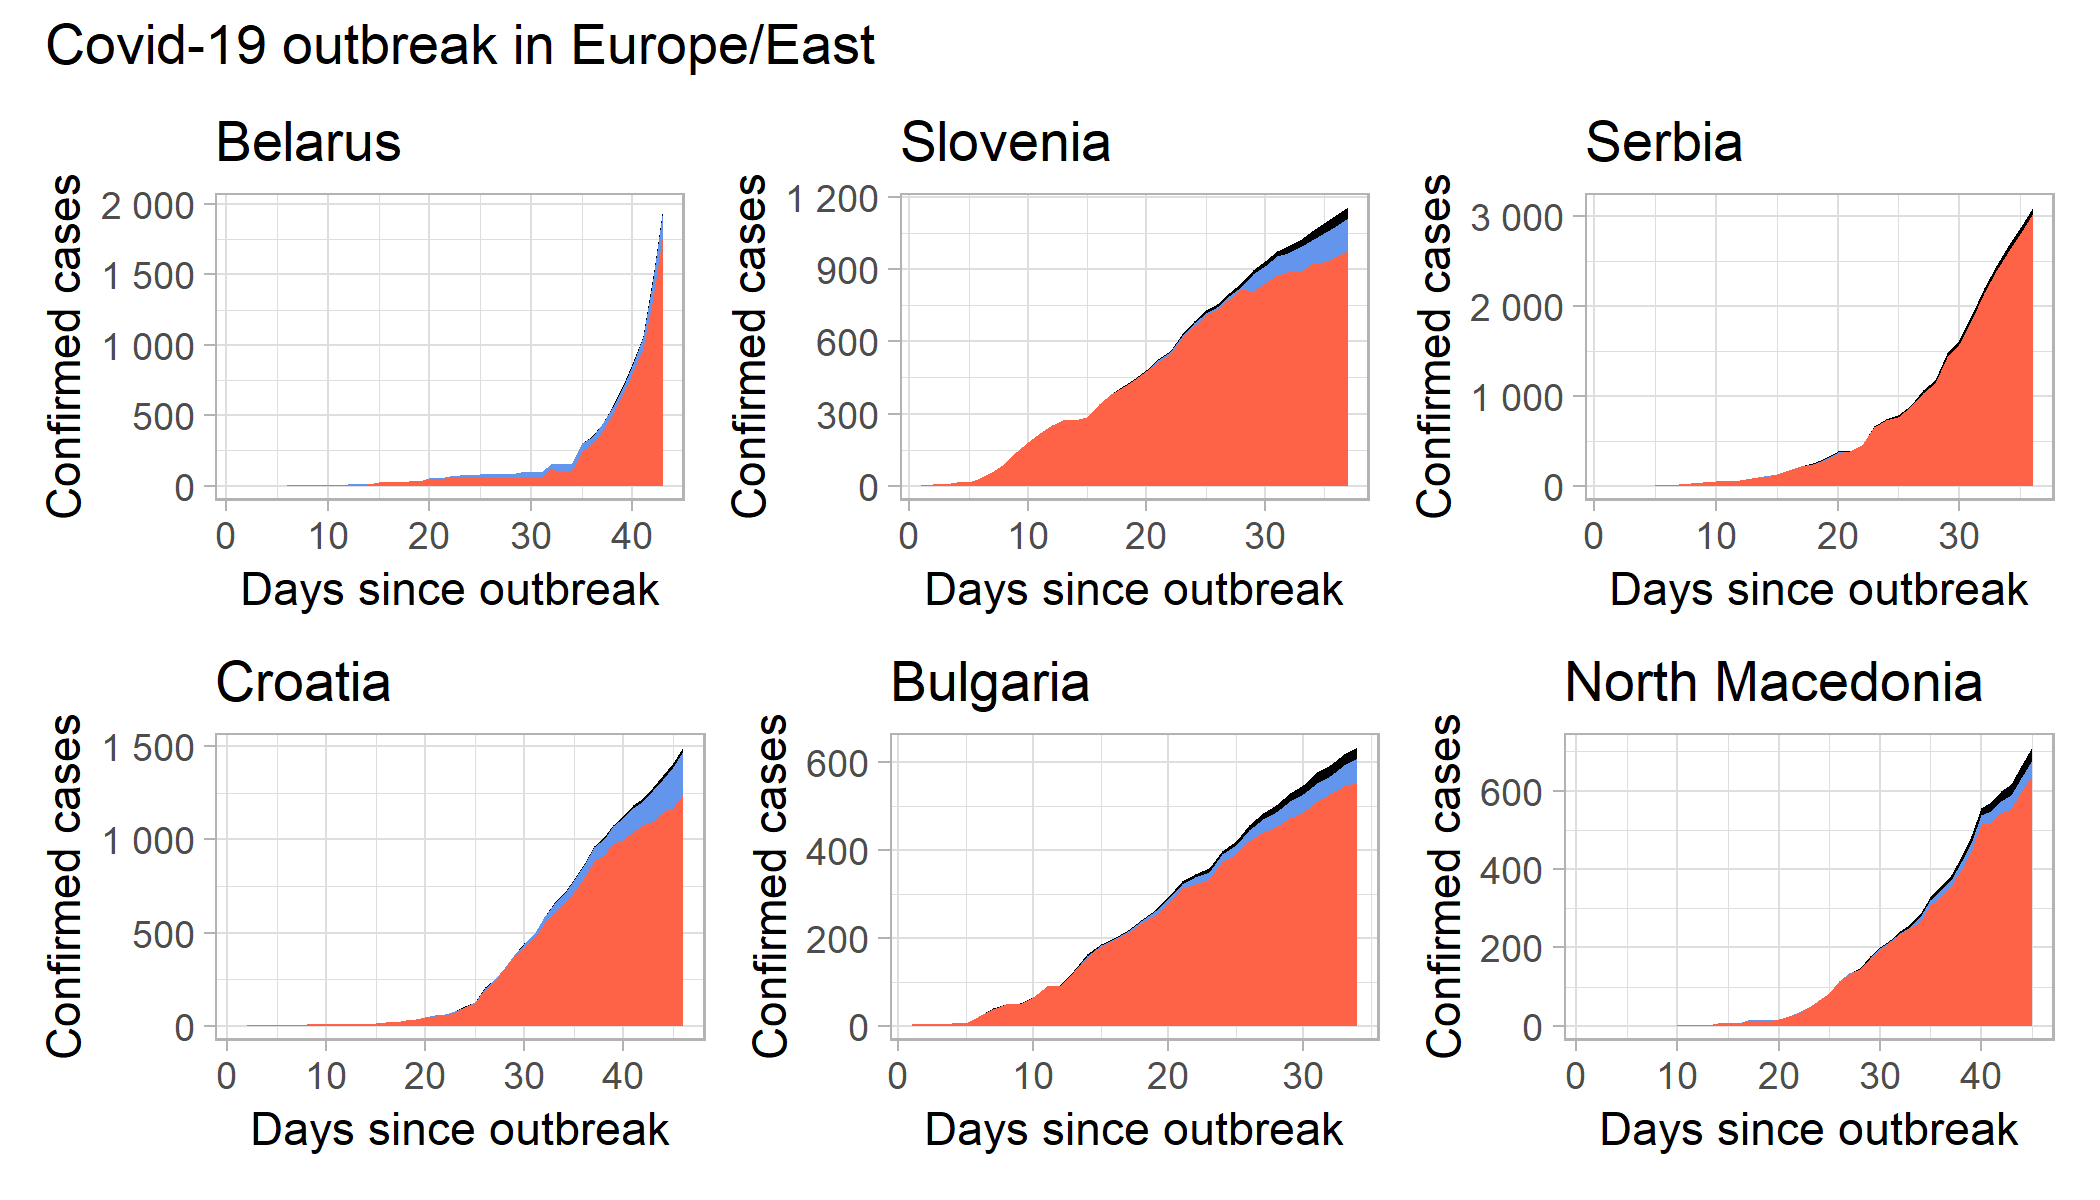 Covid-19 outbreak in Europe/East
Belarus
Confirmed cases
2 000
1 500
1 000
500
0
0 10 20 30 40
Days since outbreak
Slovenia
Confirmed cases
1 200
900
600
300
0
0 10 20 30
Days since outbreak
Serbia
Confirmed cases
3 000
2 000
1 000
0
0 10 20 30
Days since outbreak
Croatia
Confirmed cases
1 500
1 000
500
0
0 10 20 30 40
Days since outbreak
Bulgaria
Confirmed cases
600
400
200
0
0 10 20 30
Days since outbreak
North Macedonia
Confirmed cases
600
400
200
0
0 10 20 30 40
Days since outbreak